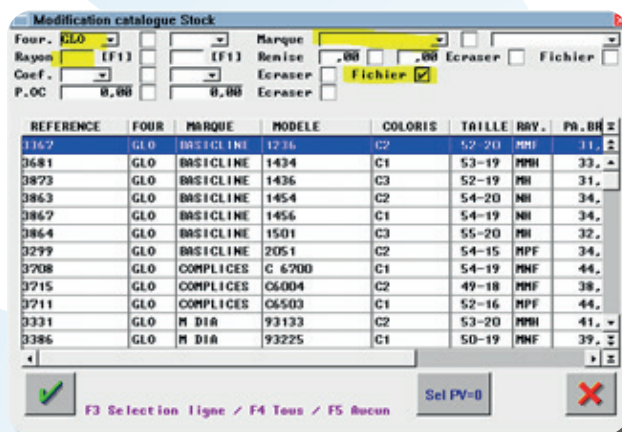 Modification catalogue Stock
Four. GLO Marque
Rayon [F1] [F1] Remise ,00 ,00 Ecraser Fichier
Coef. Ecraser Fichier
P.OC 0,00 0,00 Ecraser
REFERENCE FOUR MARQUE MODELE COLORIS TAILLE RAY. PA.BR
3367 GLO BASICLINE 1236 C2 52-20 MMF 31,
3681 GLO BASICLINE 1434 C1 53-19 MMH 33,
3873 GLO BASICLINE 1436 C3 52-19 MH 31,
3863 GLO BASICLINE 1454 C2 54-20 NH 34,
3867 GLO BASICLINE 1456 C1 54-19 NH 34,
3864 GLO BASICLINE 1501 C3 55-20 MH 32,
3299 GLO BASICLINE 2051 C2 54-15 MPF 34,
3708 GLO COMPLICES C 6700 C1 54-19 MNF 44,
3715 GLO COMPLICES C6004 C2 49-18 MMF 38,
3711 GLO COMPLICES C6503 C1 52-16 MPF 44,
3331 GLO M DIA 93133 C2 53-20 MMH 41,
3386 GLO M DIA 93225 C1 50-19 MNF 39,
Sel PV=0
F3 Selection ligne / F4 Tous / F5 Aucun